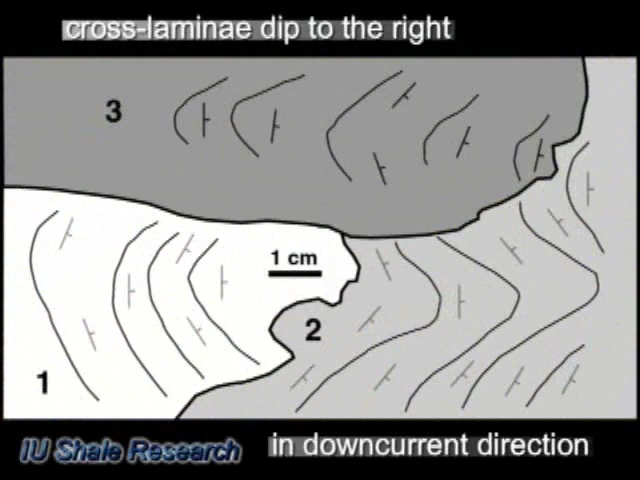 cross-laminae dip to the right
3
1 cm
2
1
IU Shale Research
in downcurrent direction